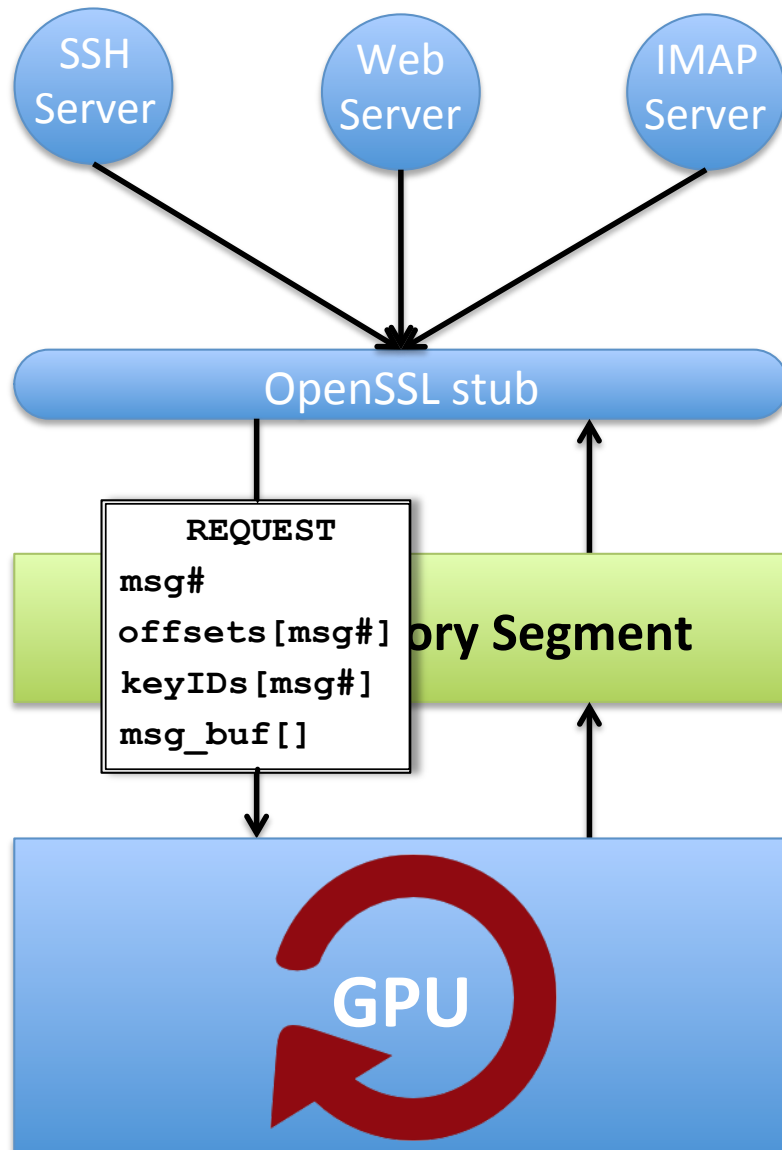 SSH
Server
Web
Server
IMAP
Server
OpenSSL stub
REQUEST
msg#
offsets[msg#]
keyIDs[msg#]
msg_buf[]
ory Segment
GPU